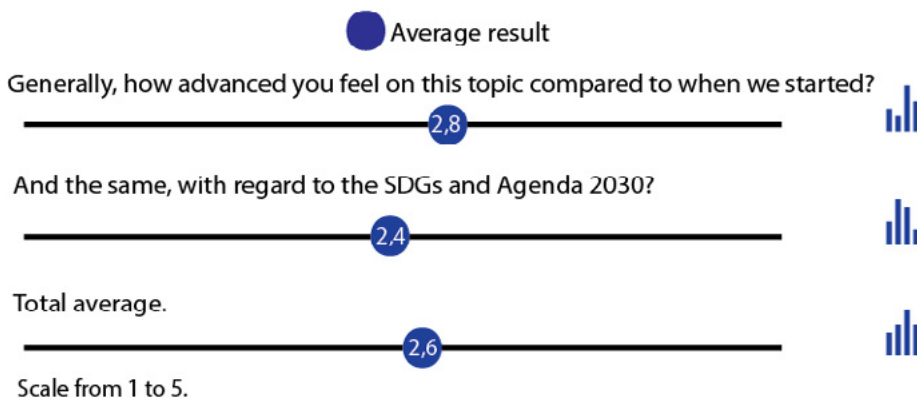 Average result
Generally, how advanced you feel on this topic compared to when we started?
2,8
And the same, with regard to the SDGs and Agenda 2030?
2,4
Total average.
2,6
Scale from 1 to 5.